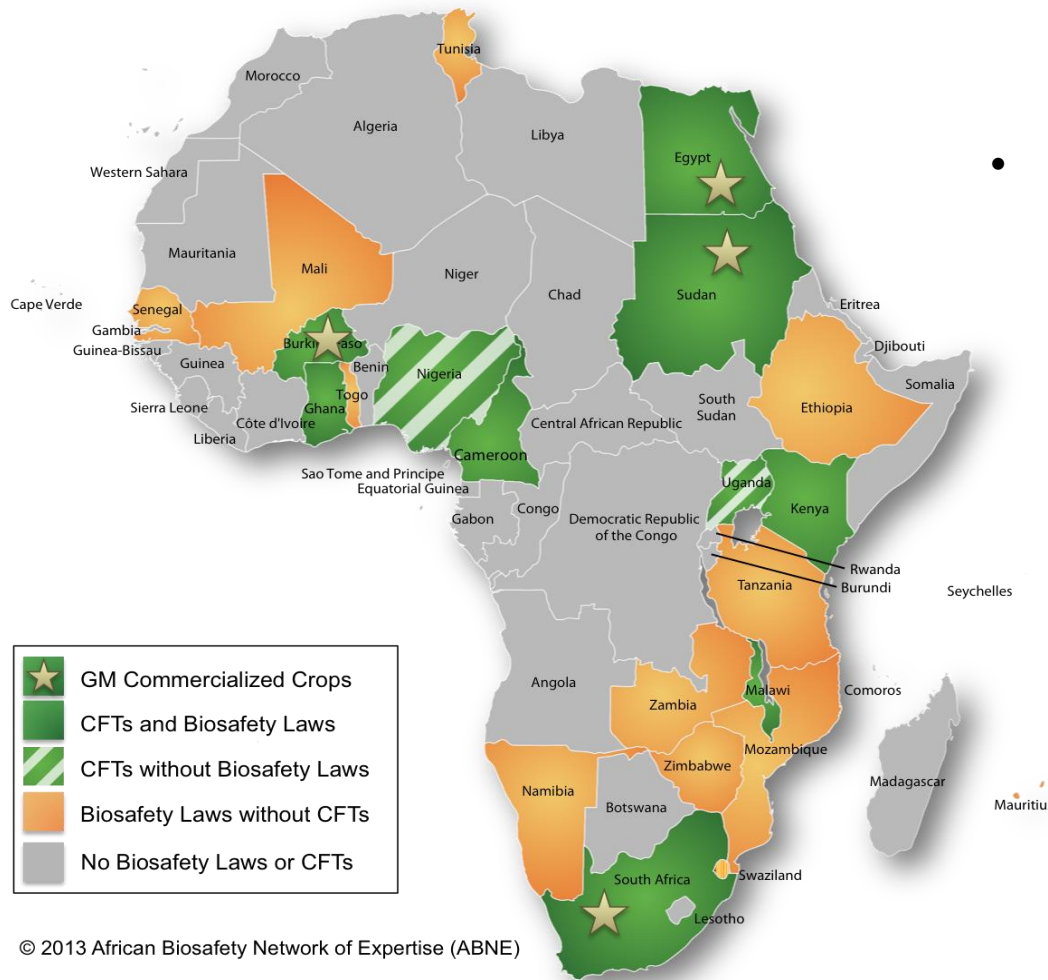 Tunisia
Morocco
Algeria
Libya
Egypt
Western Sahara
Mauritania
Mali
Niger
Chad
Sudan
Cape Verde
Senegal
Eritrea
Gambia
Guinea-Bissau
Guinea
Benin
Nigeria
Djibouti
Somalia
Togo
Ghana
Sierra Leone
Côte d'Ivoire
Liberia
South
Sudan
Ethiopia
Central African Republic
Cameroon
Sao Tome and Principe
Equatorial Guinea
Uganda
Kenya
Gabon
Congo
Democratic Republic
of the Congo
Rwanda
Burundi
Tanzania
Seychelles
Angola
Malawi
Comoros
Zambia
Mozambique
Zimbabwe
Namibia
Botswana
Madagascar
Mauritiu
South Africa
Swaziland
Lesotho
GM Commercialized Crops
CFTs and Biosafety Laws
CFTs without Biosafety Laws
Biosafety Laws without CFTs
No Biosafety Laws or CFTs
© 2013 African Biosafety Network of Expertise (ABNE)